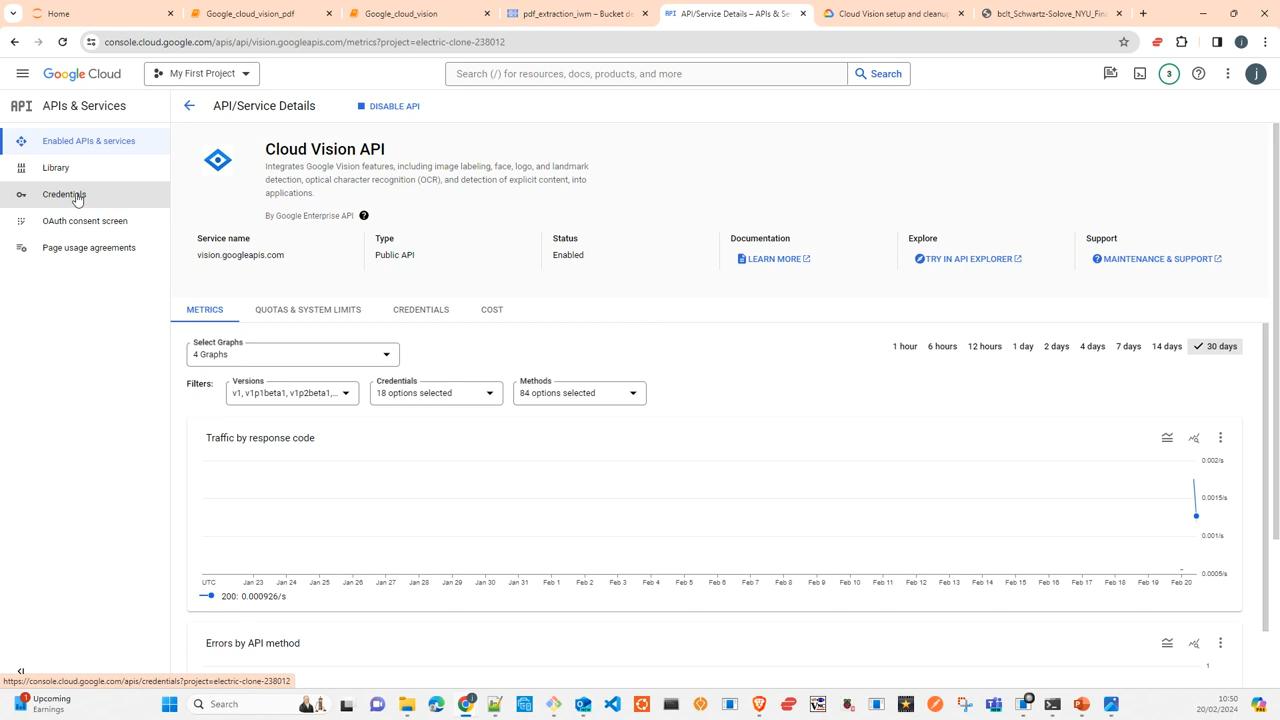 Home
Google_cloud_vision_pdf
Google_cloud_vision
pdf_extraction_iwm – Bucket de
API/Service Details – APIs & Se
Cloud Vision setup and cleanup
bclt_Schwartz-Solove_NYU_Fin
console.cloud.google.com/apis/api/vision.googleapis.com/metrics?project=electric-clone-238012
j
Google Cloud
My First Project
Search (/) for resources, docs, products, and more
Search
3
j
API APIs & Services
API/Service Details
DISABLE API
Enabled APIs & services
Library
Credentials
OAuth consent screen
Page usage agreements
Cloud Vision API
Integrates Google Vision features, including image labeling, face, logo, and landmark
detection, optical character recognition (OCR), and detection of explicit content, into
applications.
By Google Enterprise API
Service name
vision.googleapis.com
Type
Public API
Status
Enabled
Documentation
LEARN MORE
Explore
TRY IN API EXPLORER
Support
MAINTENANCE & SUPPORT
METRICS
QUOTAS & SYSTEM LIMITS
CREDENTIALS
COST
Select Graphs
4 Graphs
1 hour 6 hours 12 hours 1 day 2 days 4 days 7 days 14 days 30 days
Filters:
Versions
v1, v1p1beta1, v1p2beta1,...
Credentials
18 options selected
Methods
84 options selected
Traffic by response code
0.002/s
0.0015/s
0.001/s
0.0005/s
UTC Jan 23 Jan 24 Jan 25 Jan 26 Jan 27 Jan 28 Jan 29 Jan 30 Jan 31 Feb 1 Feb 2 Feb 3 Feb 4 Feb 5 Feb 6 Feb 7 Feb 8 Feb 9 Feb 10 Feb 11 Feb 12 Feb 13 Feb 14 Feb 15 Feb 16 Feb 17 Feb 18 Feb 19 Feb 20
200: 0.000926/s
Errors by API method
1
https://console.cloud.google.com/apis/credentials?project=electric-clone-238012
1
Upcoming
Earnings
Search
10:50
20/02/2024